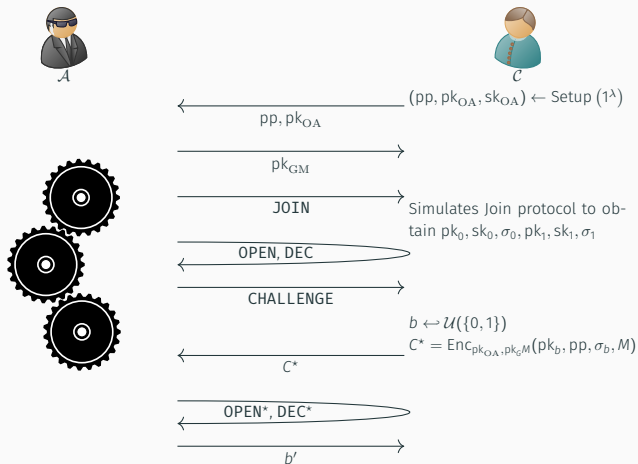 𝒜
𝒞
(pp, pk_OA, sk_OA) ← Setup (1^λ)
pp, pk_OA
pk_GM
JOIN
Simulates Join protocol to ob-
tain pk_0, sk_0, σ_0, pk_1, sk_1, σ_1
OPEN, DEC
CHALLENGE
b ↩ 𝒰({0, 1})
C* = Enc_{pk_OA, pk_G M}(pk_b, pp, σ_b, M)
C*
OPEN*, DEC*
b′